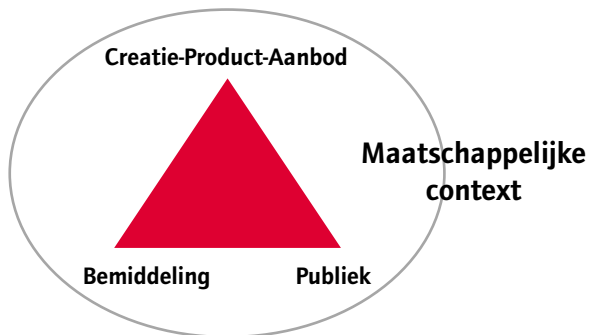 Creatie-Product-Aanbod
Maatschappelijke
context
Bemiddeling
Publiek